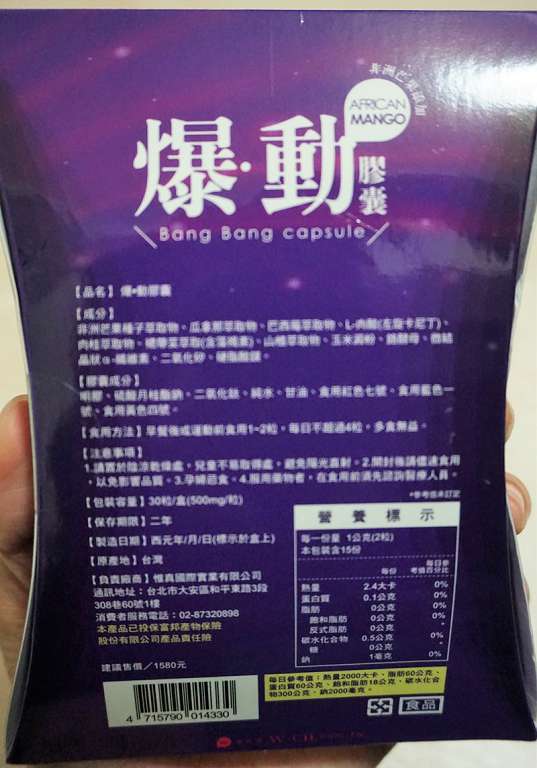 非洲芒果添加
AFRICAN
MANGO
爆·動
膠囊
Bang Bang capsule
【品名】爆•動膠囊
【成分】
非洲芒果種子萃取物、瓜拿那萃取物、巴西莓萃取物、L-肉酸(左旋卡尼丁)、
肉桂萃取物、褐藻萃取(含藻褐素)、山楂萃取物、玉米澱粉、鉻酵母、微結
晶狀α-纖維素、二氧化矽、硬脂酸鎂。
【膠囊成分】
明膠、硫酸月桂酯鈉、二氧化鈦、純水、甘油、食用紅色七號、食用藍色一
號、食用黃色四號。
【食用方法】早餐後或運動前食用1~2粒,每日不超過4粒,多食無益。
【注意事項】
1.請置於陰涼乾燥處,兒童不易取得處,避免陽光直射。2.開封後請儘速食用
,以免影響品質。3.孕婦忌食。4.服用藥物者,在食用前須先諮詢醫療人員。
【包裝容量】30粒/盒(500mg/粒)
【保存期限】二年
【製造日期】西元年/月/日(標示於盒上)
【原產地】台灣
【負責廠商】惟真國際實業有限公司
通訊地址:台北市大安區和平東路3段
308巷60號1樓
消費者服務電話:02-87320898
本產品已投保富邦產物保險
股份有限公司產品責任險
建議售價/1580元
4 715790 014330
*參考值未訂定
營養標示
每一份量 1公克(2粒)
本包裝含15份
每份 每日參考值百分比
熱量 2.4大卡 0%
蛋白質 0.1公克 0%
脂肪 0公克 0%
飽和脂肪 0公克 0%
反式脂肪 0公克 *
碳水化合物 0.5公克 0%
糖 0公克 *
鈉 1毫克 0%
每日參考值:熱量2000大卡、脂肪60公克、
蛋白質60公克、飽和脂肪18公克、碳水化合
物300公克、鈉2000毫克。
食品